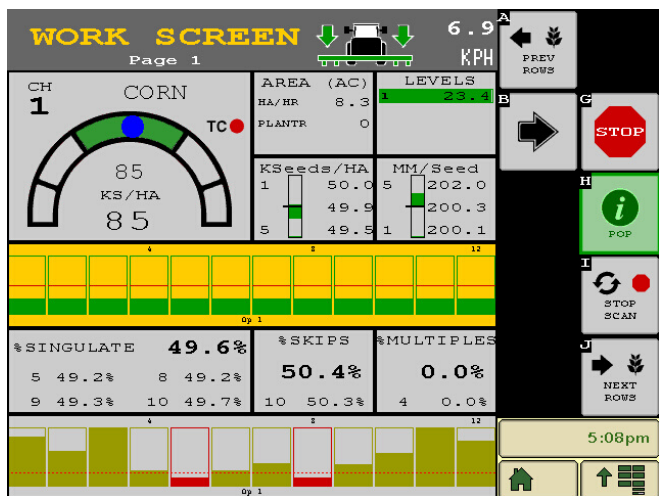 WORK SCREEN
Page 1
6.9
KPH
A
PREV
ROWS
CH
1
CORN
TC
85
KS/HA
85
AREA (AC)
HA/HR 8.3
PLANTR 0
LEVELS
1 23.4
B
G
STOP
KSeeds/HA
1 50.0
49.9
5 49.5
MM/Seed
5 202.0
200.3
1 200.1
H
i
POP
4 8 12
Op 1
I
STOP
SCAN
%SINGULATE 49.6%
5 49.2% 8 49.2%
9 49.3% 10 49.7%
%SKIPS
50.4%
10 50.3%
%MULTIPLES
0.0%
4 0.0%
J
NEXT
ROWS
4 8 12
Op 1
5:08pm